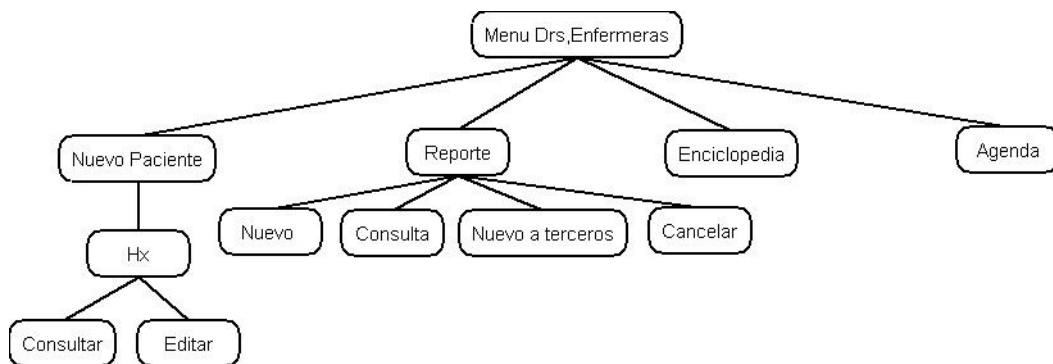 Menu Drs,Enfermeras
Nuevo Paciente
Reporte
Enciclopedia
Agenda
Nuevo
Consulta
Nuevo a terceros
Cancelar
Hx
Consultar
Editar